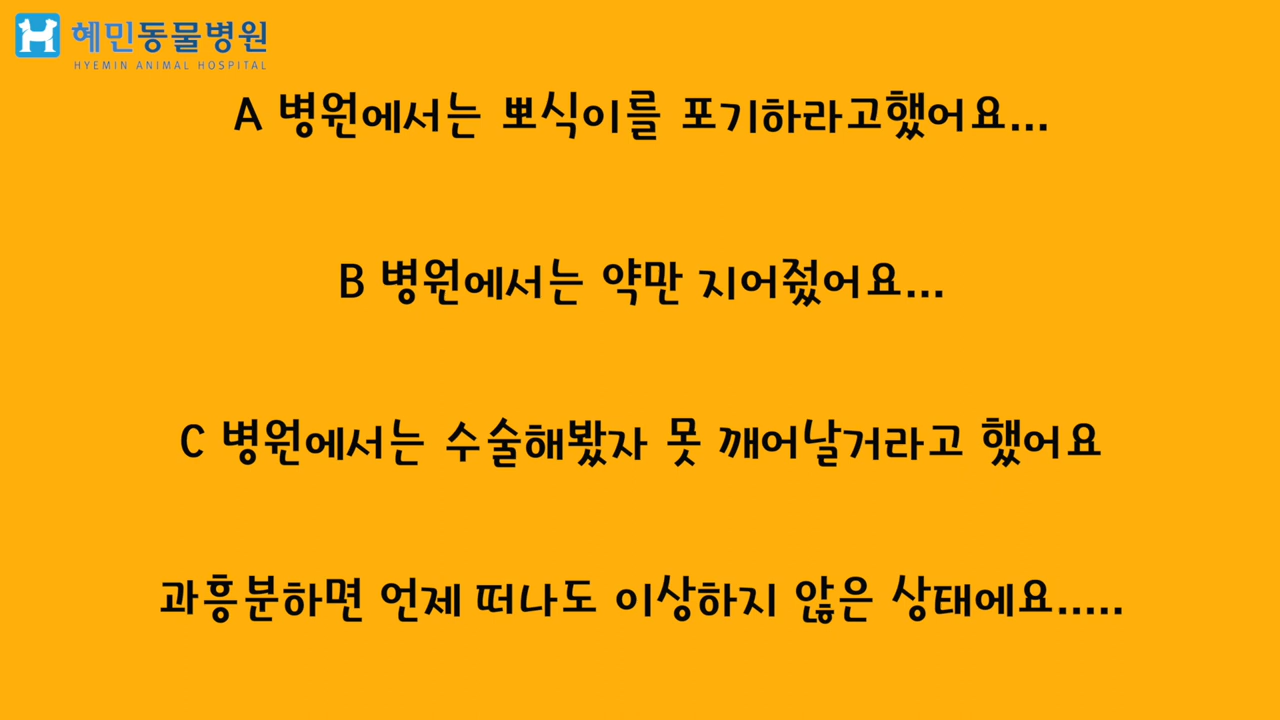 혜민동물병원
HYEMIN ANIMAL HOSPITAL
A 병원에서는 뽀식이를 포기하라고했어요...
B 병원에서는 약만 지어줬어요...
C 병원에서는 수술해봤자 못 깨어날거라고 했어요
과흥분하면 언제 떠나도 이상하지 않은 상태에요.....